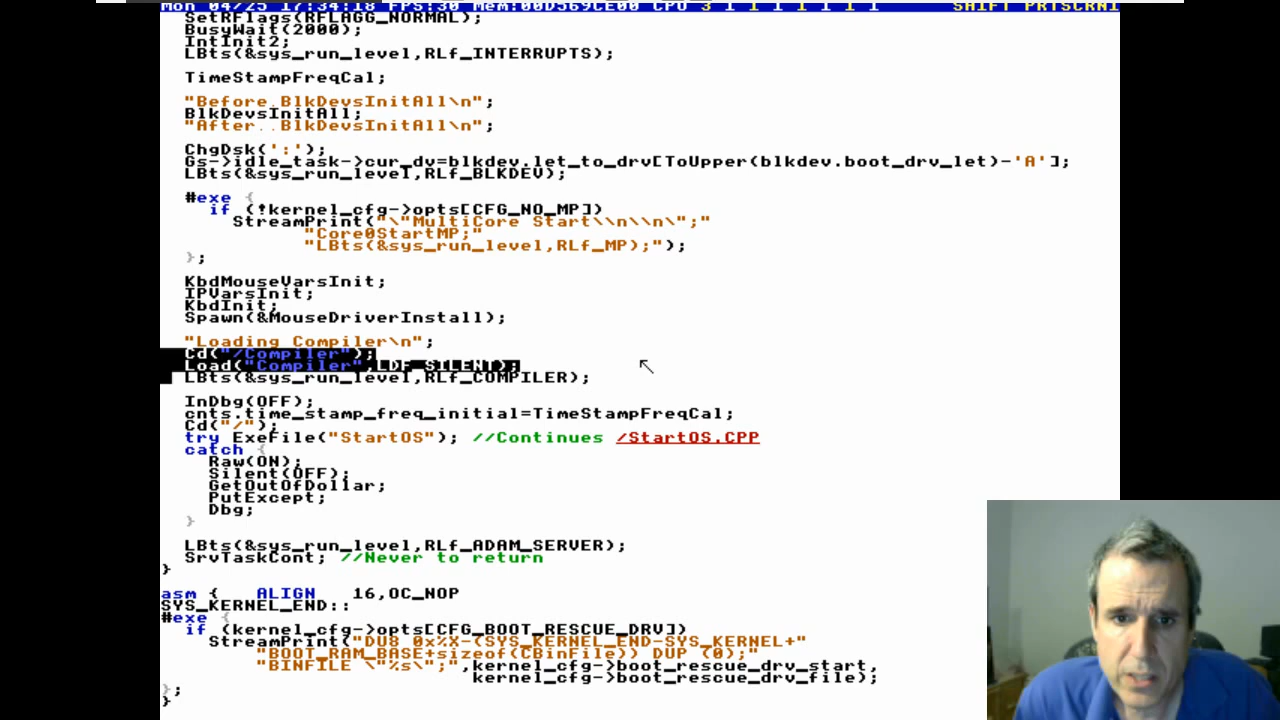 Mon 04/25 17:34:18 FPS:30 Mem:00D569CE00 CPU 3 1 1 1 1 1 1 1 SHIFT PRTSCRN1
SetRFlags(RFLAGG_NORMAL);
BusyWait(2000);
IntInit2;
LBts(&sys_run_level,RLf_INTERRUPTS);
TimeStampFreqCal;
"Before BlkDevsInitAll\n";
BlkDevsInitAll;
"After..BlkDevsInitAll\n";
ChgDsk(':');
Gs->idle_task->cur_dv=blkdev.let_to_drv[ToUpper(blkdev.boot_drv_let)-'A'];
LBts(&sys_run_level,RLf_BLKDEV);
#exe {
if (!kernel_cfg->opts[CFG_NO_MP])
StreamPrint("\"MultiCore Start\\n\\n\";"
"Core0StartMP;"
"LBts(&sys_run_level,RLf_MP);");
};
KbdMouseVarsInit;
IPVarsInit;
KbdInit;
Spawn(&MouseDriverInstall);
"Loading Compiler\n";
Cd("/Compiler");
Load("Compiler",LDF_SILENT);
LBts(&sys_run_level,RLf_COMPILER);
InDbg(OFF);
cnts.time_stamp_freq_initial=TimeStampFreqCal;
Cd("/");
try ExeFile("StartOS"); //Continues /StartOS.CPP
catch {
Raw(ON);
Silent(OFF);
GetOutOfDollar;
PutExcept;
Dbg;
}
LBts(&sys_run_level,RLf_ADAM_SERVER);
SrvTaskCont; //Never to return
}
asm { ALIGN 16,OC_NOP
SYS_KERNEL_END::
#exe {
if (kernel_cfg->opts[CFG_BOOT_RESCUE_DRV])
StreamPrint("DU8 0x%X-(SYS_KERNEL_END-SYS_KERNEL+"
"BOOT_RAM_BASE+sizeof(CBinFile)) DUP (0);"
"BINFILE \"%s\";",kernel_cfg->boot_rescue_drv_start,
kernel_cfg->boot_rescue_drv_file);
};
}